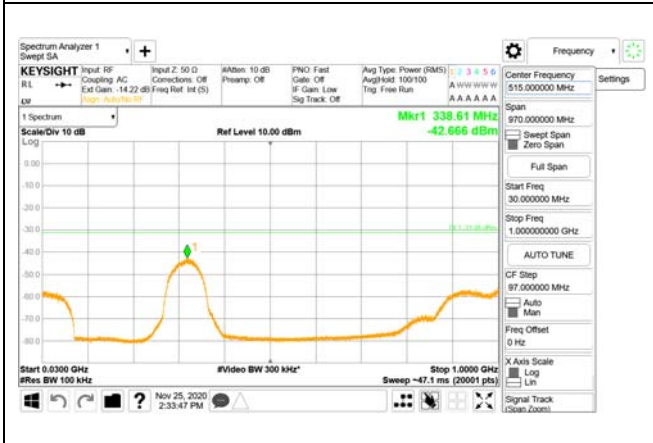 Spectrum Analyzer 1
Swept SA
+
Frequency
KEYSIGHT
Input: RF
Coupling: AC
Ext Gain: -14.22 dB
Align: Auto/No RF
Input Z: 50 Ω
Corrections: Off
Freq Ref: Int (S)
#Atten: 10 dB
Preamp: Off
PNO: Fast
Gate: Off
IF Gain: Low
Sig Track: Off
Avg Type: Power (RMS)
Avg|Hold: 100/100
Trig: Free Run
1 2 3 4 5 6
A W W W W W
A A A A A A
RL
Center Frequency
515.000000 MHz
Settings
Span
970.000000 MHz
Swept Span
Zero Span
Full Span
Start Freq
30.000000 MHz
Stop Freq
1.000000000 GHz
AUTO TUNE
CF Step
97.000000 MHz
Auto
Man
Freq Offset
0 Hz
X Axis Scale
Log
Lin
Signal Track
(Span Zoom)
1 Spectrum
Scale/Div 10 dB
Ref Level 10.00 dBm
Mkr1 338.61 MHz
-42.666 dBm
Log
0.00
-10.0
-20.0
-30.0
-40.0
-50.0
-60.0
-70.0
-80.0
1
Start 0.0300 GHz
#Video BW 300 kHz*
Stop 1.0000 GHz
#Res BW 100 kHz
Sweep ~47.1 ms (20001 pts)
?
Nov 25, 2020
2:33:47 PM